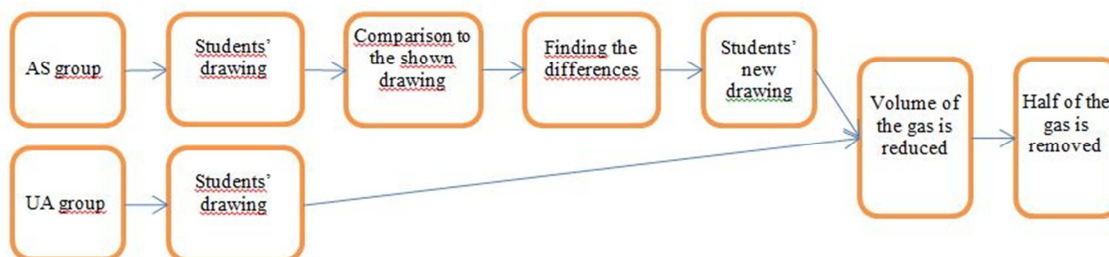 AS group
Students’
drawing
Comparison to
the shown
drawing
Finding the
differences
Students’
new
drawing
Volume of
the gas is
reduced
Half of the
gas is
removed
UA group
Students’
drawing